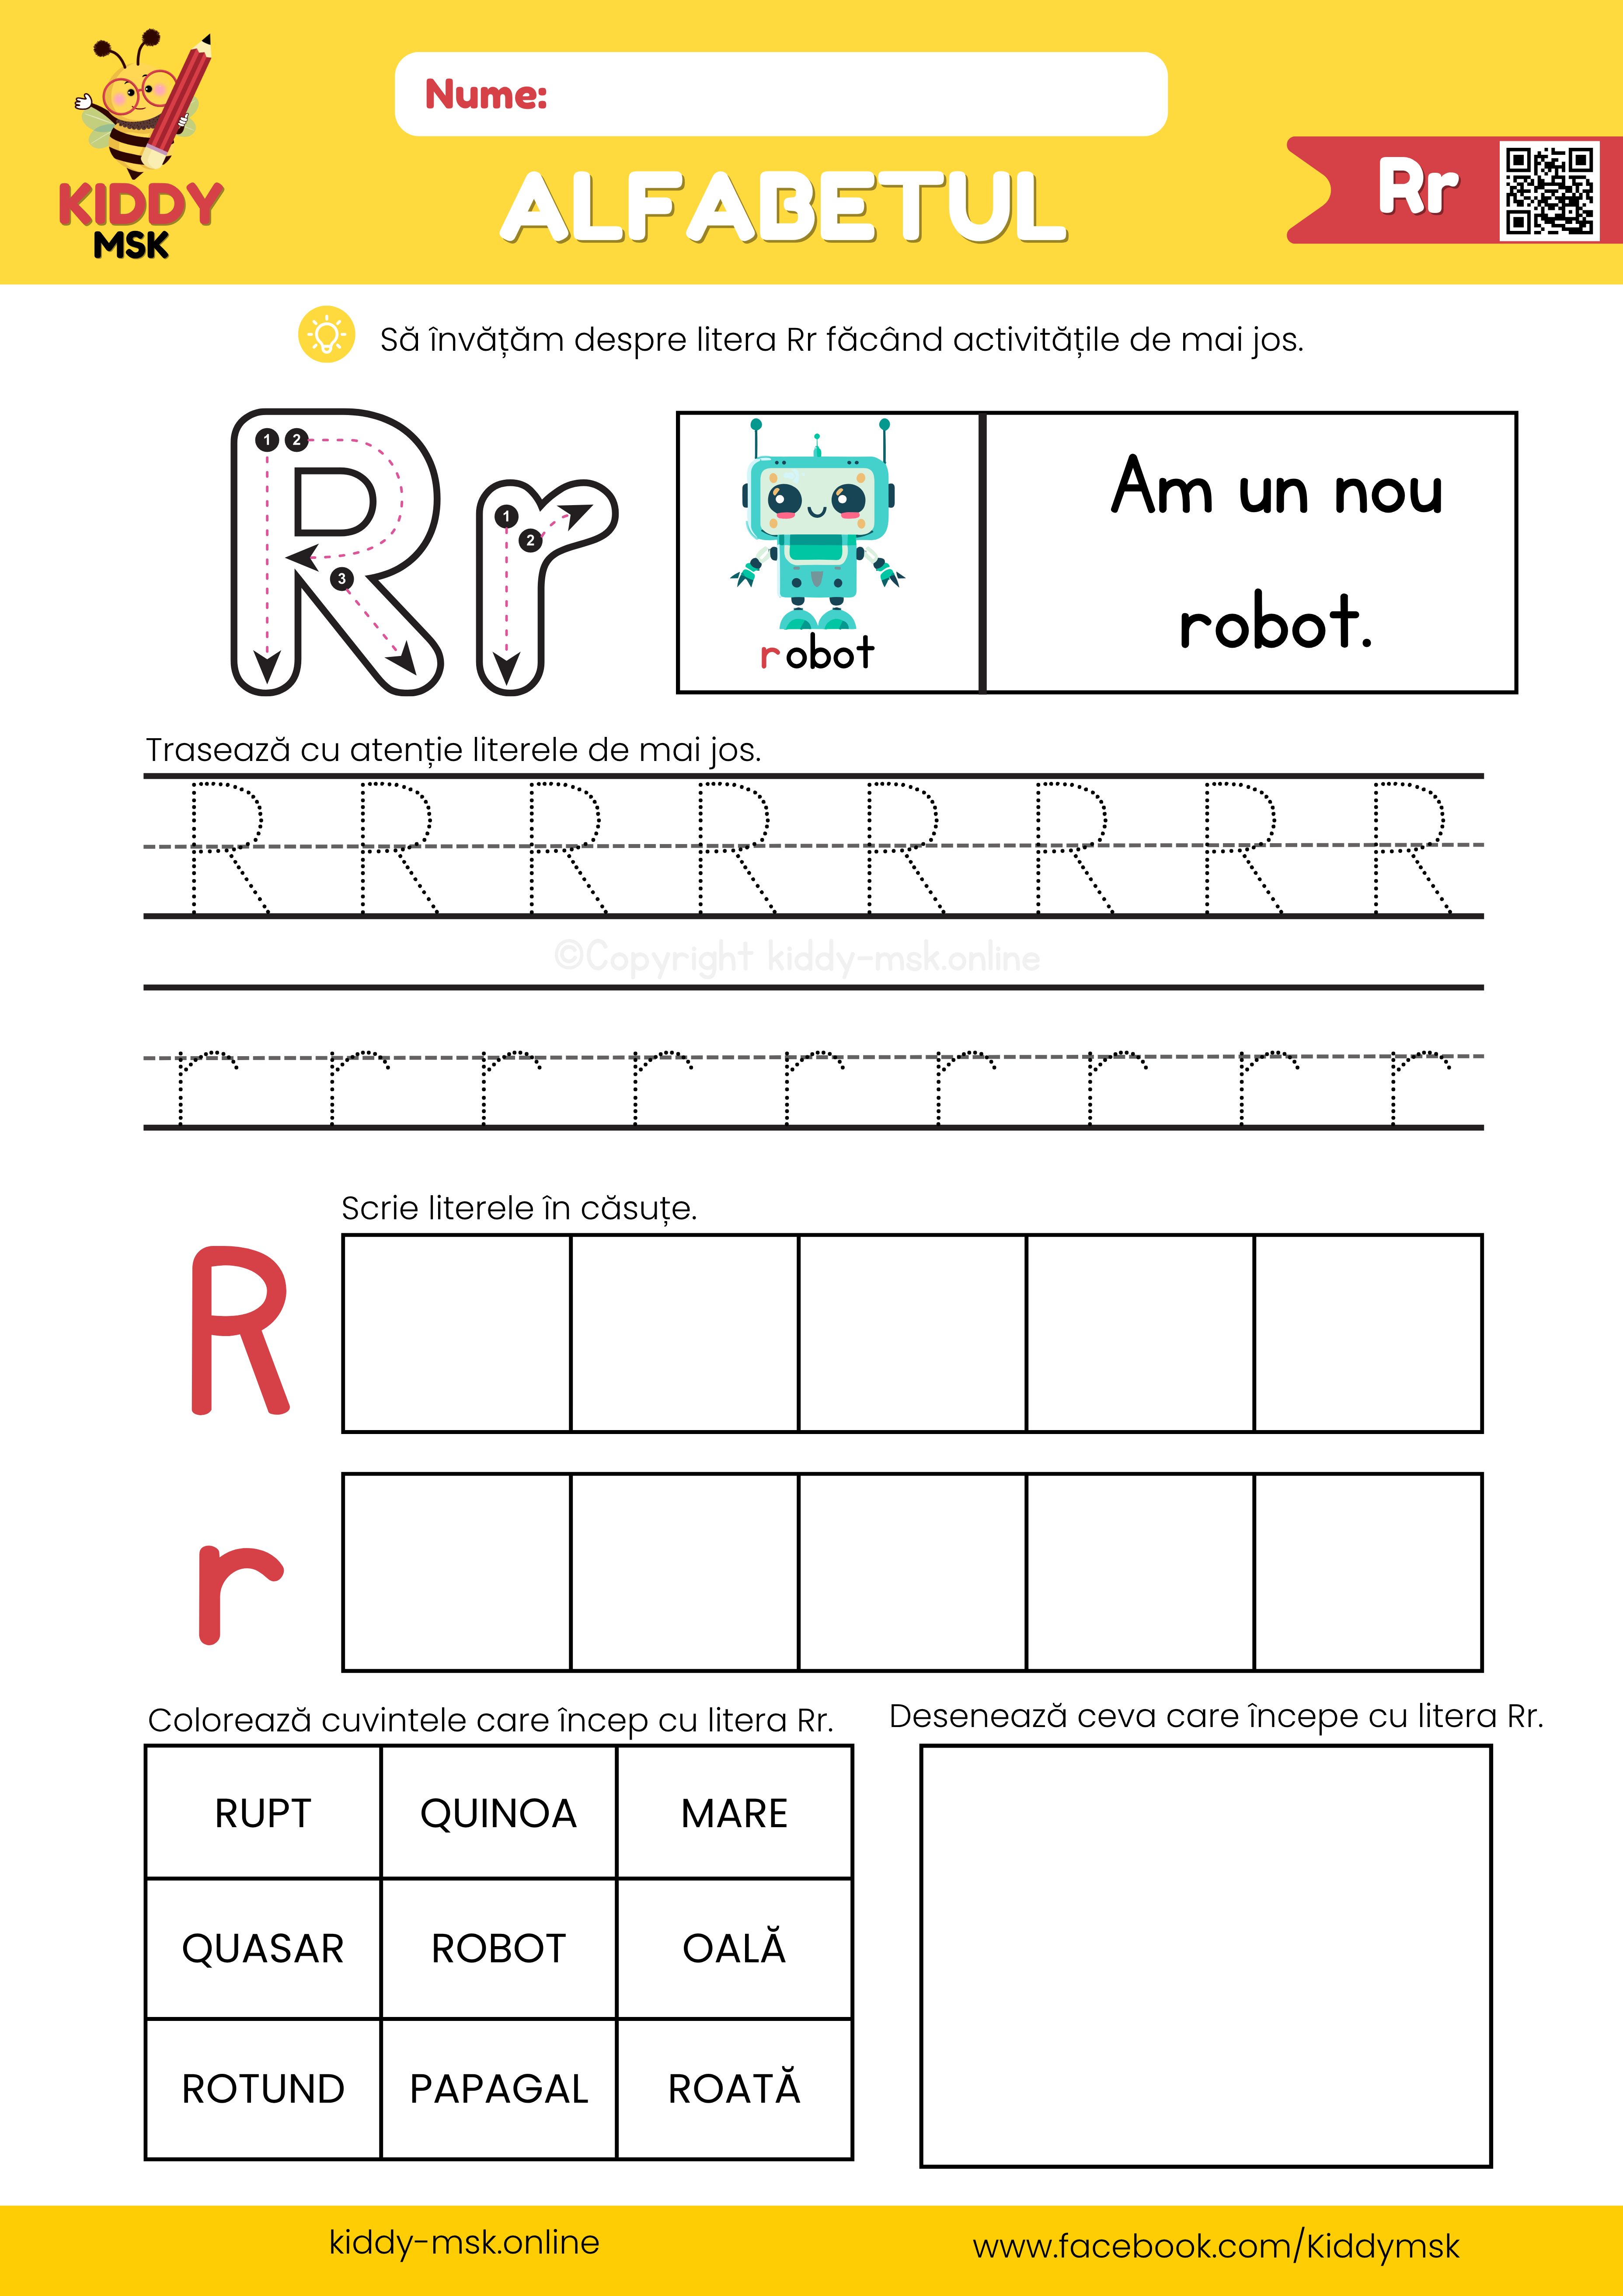 Nume:
KIDDY
MSK
ALFABETUL
Rr
Să învățăm despre litera Rr făcând activitățile de mai jos.
1 2
3
1
2
robot
Am un nou
robot.
Trasează cu atenție literele de mai jos.
R R R R R R R R
©Copyright kiddy-msk.online
r r r r r r r r r
Scrie literele în căsuțe.
R
r
Colorează cuvintele care încep cu litera Rr.
RUPT QUINOA MARE
QUASAR ROBOT OALĂ
ROTUND PAPAGAL ROATĂ
Desenează ceva care începe cu litera Rr.
kiddy-msk.online
www.facebook.com/Kiddymsk